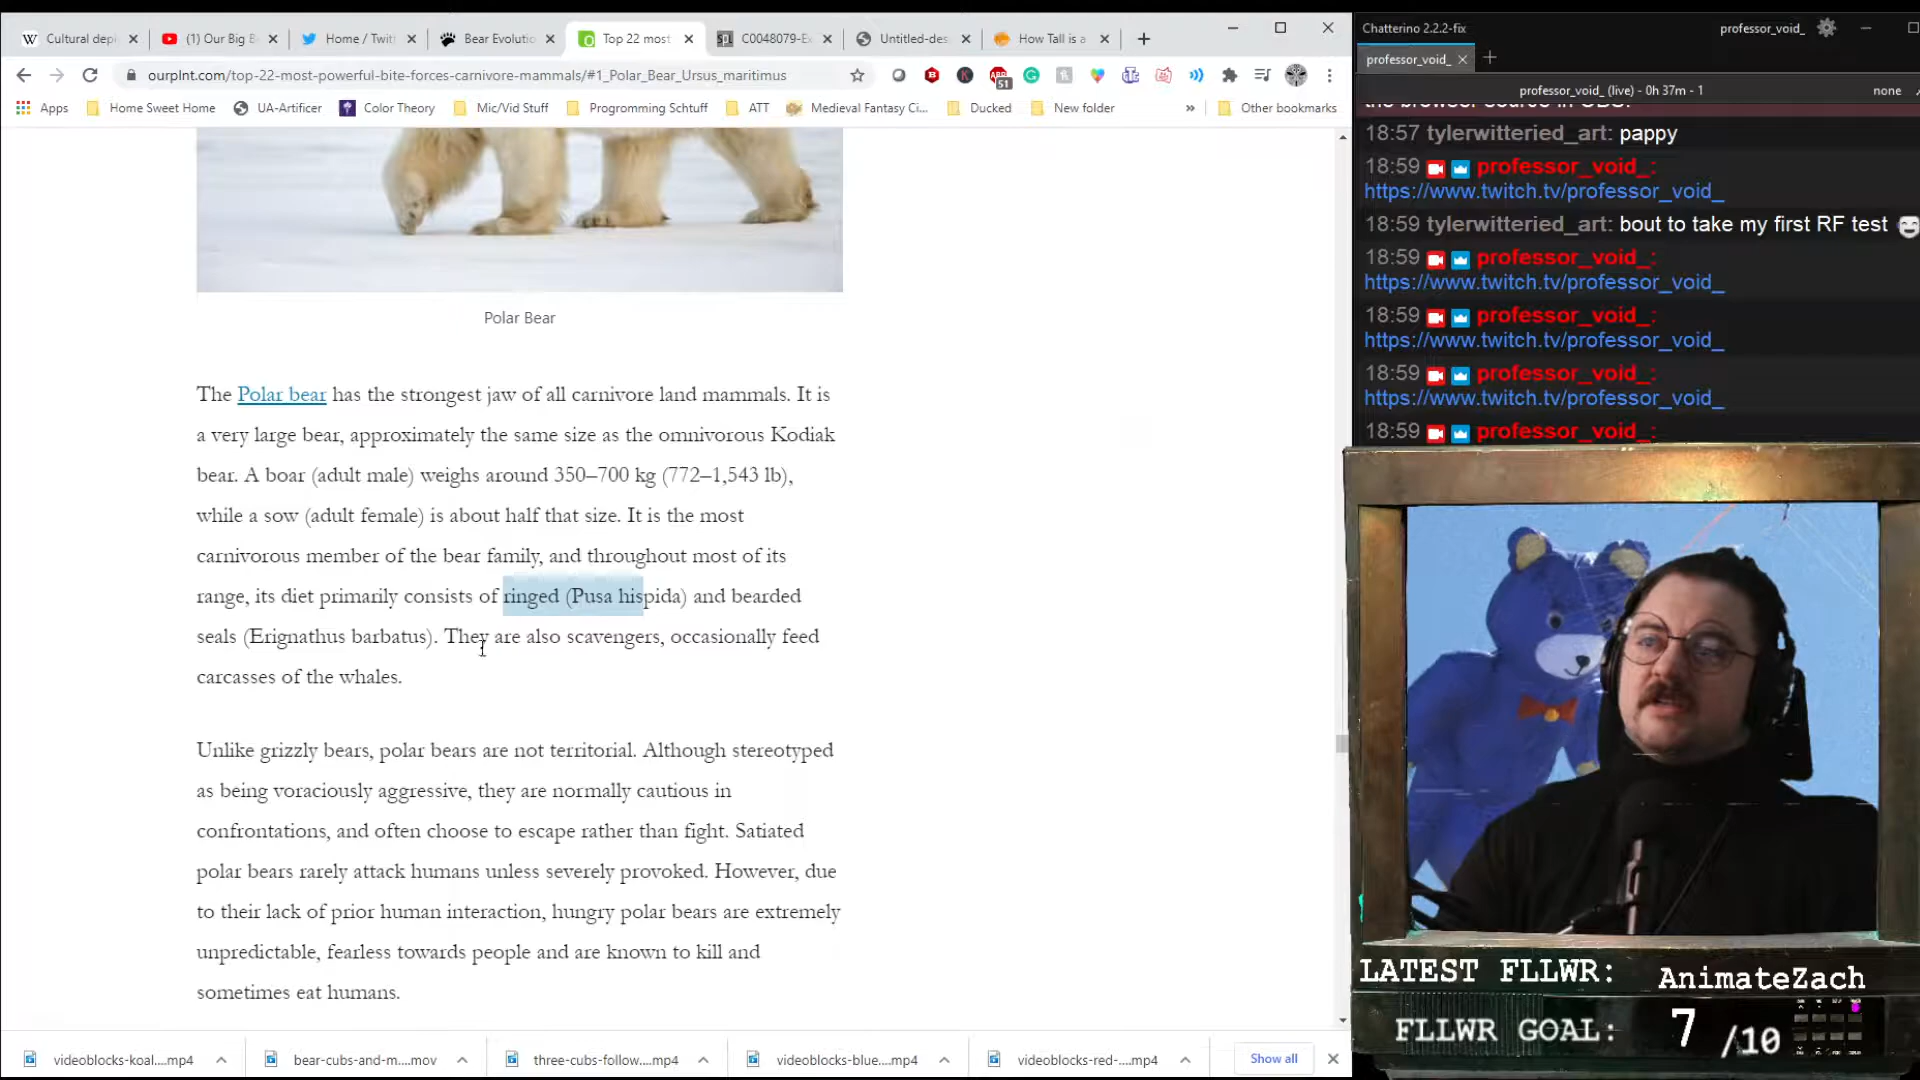 Cultural dep
(1) Our Big B
Home / Twit
Bear Evolutio
Top 22 most
C0048079-E
Untitled-des
How Tall is a
ourplnt.com/top-22-most-powerful-bite-forces-carnivore-mammals/#1_Polar_Bear_Ursus_maritimus
51
Apps
Home Sweet Home
UA-Artificer
Color Theory
Mic/Vid Stuff
Programming Schtuff
ATT
Medieval Fantasy Ci...
Ducked
New folder
»
Other bookmarks
Polar Bear
The Polar bear has the strongest jaw of all carnivore land mammals. It is
a very large bear, approximately the same size as the omnivorous Kodiak
bear. A boar (adult male) weighs around 350–700 kg (772–1,543 lb),
while a sow (adult female) is about half that size. It is the most
carnivorous member of the bear family, and throughout most of its
range, its diet primarily consists of ringed (Pusa hispida) and bearded
seals (Erignathus barbatus). They are also scavengers, occasionally feed
carcasses of the whales.
Unlike grizzly bears, polar bears are not territorial. Although stereotyped
as being voraciously aggressive, they are normally cautious in
confrontations, and often choose to escape rather than fight. Satiated
polar bears rarely attack humans unless severely provoked. However, due
to their lack of prior human interaction, hungry polar bears are extremely
unpredictable, fearless towards people and are known to kill and
sometimes eat humans.
videoblocks-koal....mp4
bear-cubs-and-m....mov
three-cubs-follow....mp4
videoblocks-blue....mp4
videoblocks-red-....mp4
Show all
Chatterino 2.2.2-fix
professor_void_
professor_void_
professor_void_ (live) - 0h 37m - 1
none
the browser source in OBS.
18:57 tylerwitteried_art: pappy
18:59 professor_void_:
https://www.twitch.tv/professor_void_
18:59 tylerwitteried_art: bout to take my first RF test
18:59 professor_void_:
https://www.twitch.tv/professor_void_
18:59 professor_void_:
https://www.twitch.tv/professor_void_
18:59 professor_void_:
https://www.twitch.tv/professor_void_
18:59 professor_void_:
LATEST FLLWR: AnimateZach
FLLWR GOAL: 7 /10